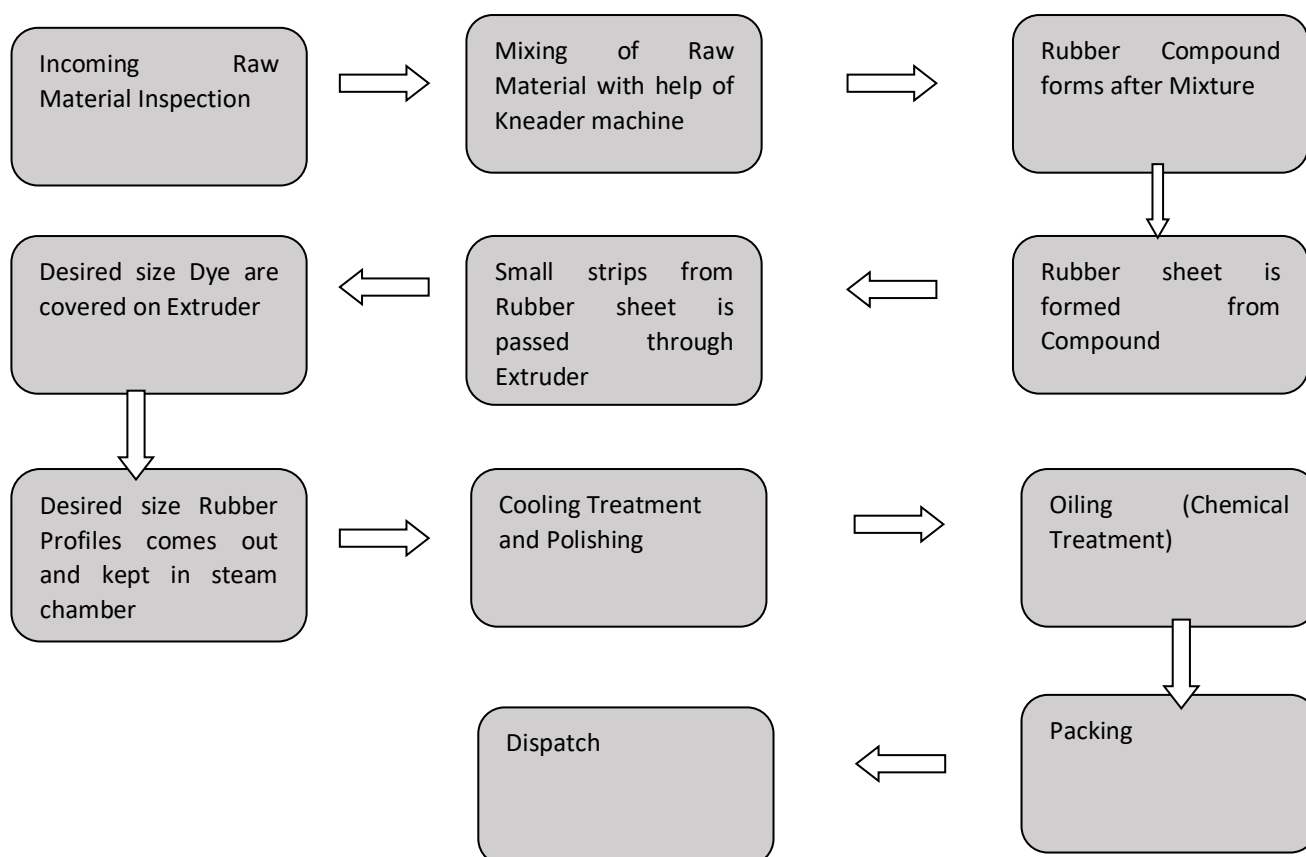 Incoming Raw
Material Inspection
Mixing of Raw
Material with help of
Kneader machine
Rubber Compound
forms after Mixture
Rubber sheet is
formed from
Compound
Small strips from
Rubber sheet is
passed through
Extruder
Desired size Dye are
covered on Extruder
Desired size Rubber
Profiles comes out
and kept in steam
chamber
Cooling Treatment
and Polishing
Oiling (Chemical
Treatment)
Packing
Dispatch